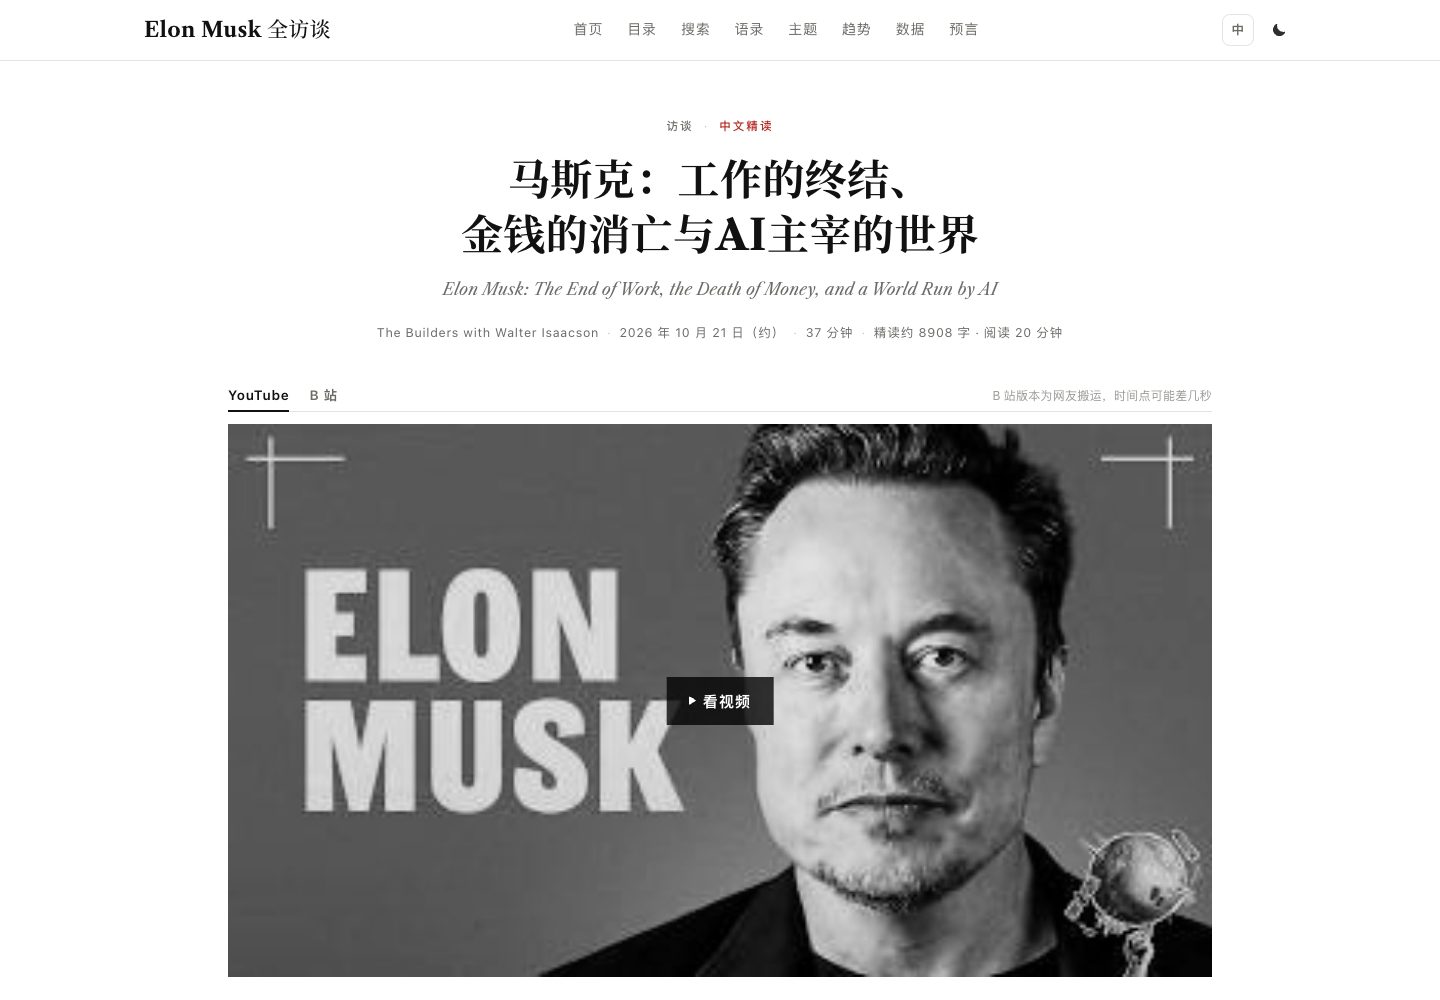 Elon Musk 全访谈
首页 目录 搜索 语录 主题 趋势 数据 预言
中
访谈 · 中文精读
马斯克：工作的终结、
金钱的消亡与AI主宰的世界
Elon Musk: The End of Work, the Death of Money, and a World Run by AI
The Builders with Walter Isaacson · 2026 年 10 月 21 日（约） · 37 分钟 · 精读约 8908 字 · 阅读 20 分钟
YouTube B 站
B 站版本为网友搬运，时间点可能差几秒
ELON
MUSK
看视频